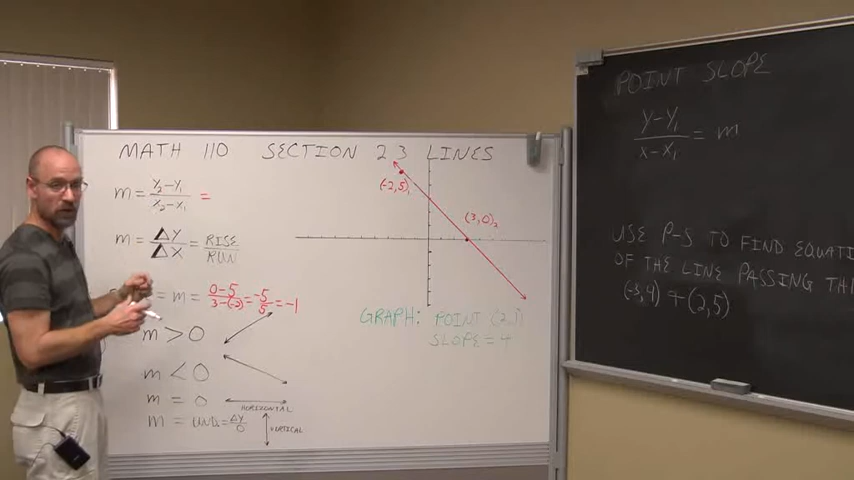 MATH 110 SECTION 2 3 LINES
m = Y₂-Y₁/X₂-X₁ =
m = ΔY/ΔX = RISE/RUN
= m = 0-5/3-(-2) = -5/5 = -1
m > 0
m < 0
m = 0 HORIZONTAL
m = UND. = ΔY/0 VERTICAL
(-2,5)₁
(3,0)₂
GRAPH: POINT (2,1)
SLOPE = 4
POINT SLOPE
Y-Y₁/X-X₁ = m
USE P-S TO FIND EQUATI
OF THE LINE PASSING TH
(-3,4) + (2,5)